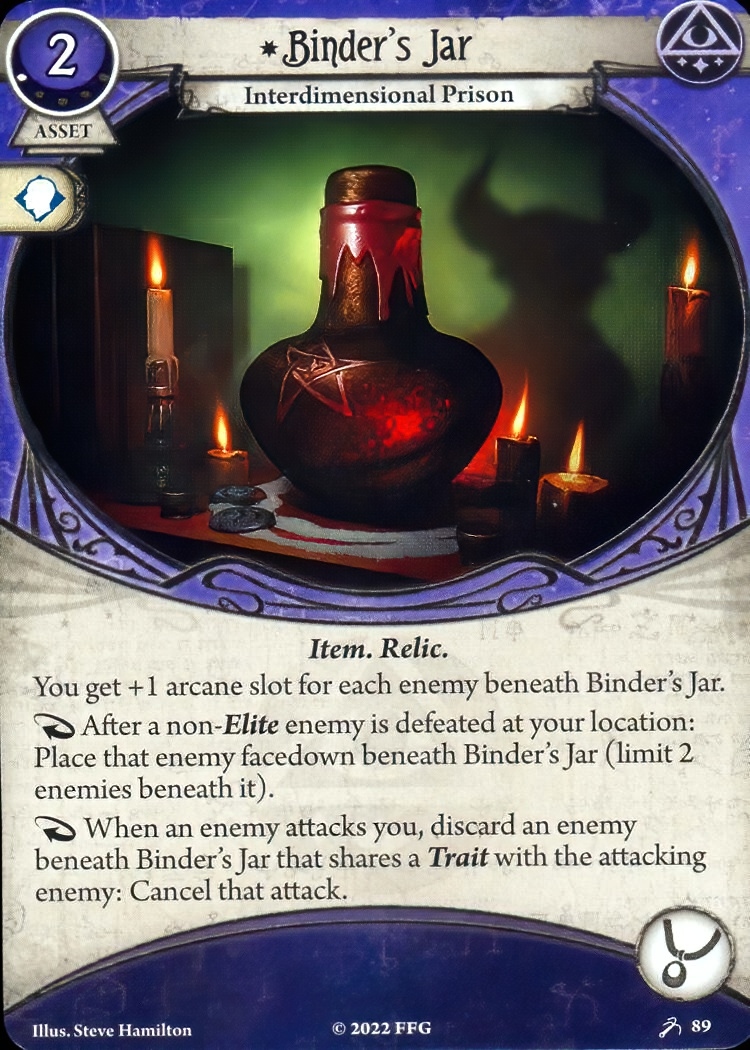 2
Binder's Jar
Interdimensional Prison
ASSET
Item. Relic.
You get +1 arcane slot for each enemy beneath Binder's Jar.
After a non-Elite enemy is defeated at your location:
Place that enemy facedown beneath Binder's Jar (limit 2
enemies beneath it).
When an enemy attacks you, discard an enemy
beneath Binder's Jar that shares a Trait with the attacking
enemy: Cancel that attack.
Illus. Steve Hamilton
© 2022 FFG
89